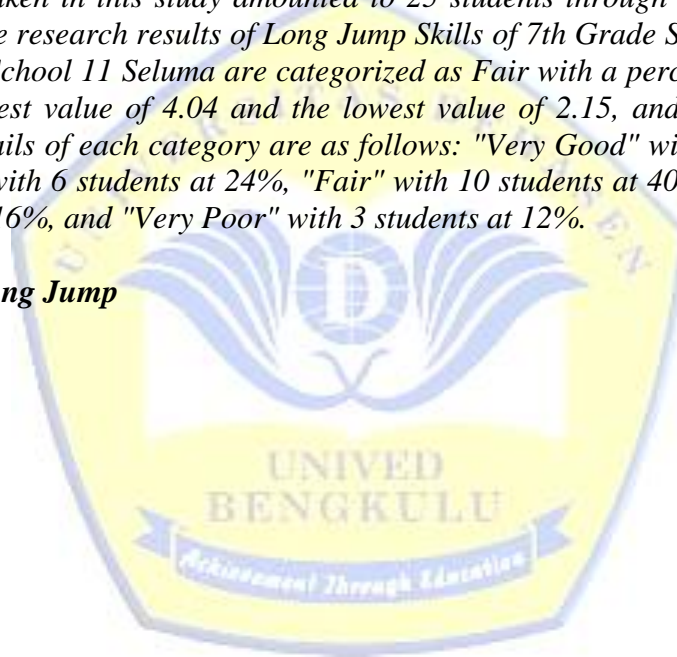 taken in this study amounted to 25 students through
e research results of Long Jump Skills of 7th Grade S
School 11 Seluma are categorized as Fair with a perc
est value of 4.04 and the lowest value of 2.15, and
ails of each category are as follows: "Very Good" wi
with 6 students at 24%, "Fair" with 10 students at 40
16%, and "Very Poor" with 3 students at 12%.
ng Jump
UNIVERSITAS DEHASEN
UNIVED
BENGKULU
Achievement Through Education